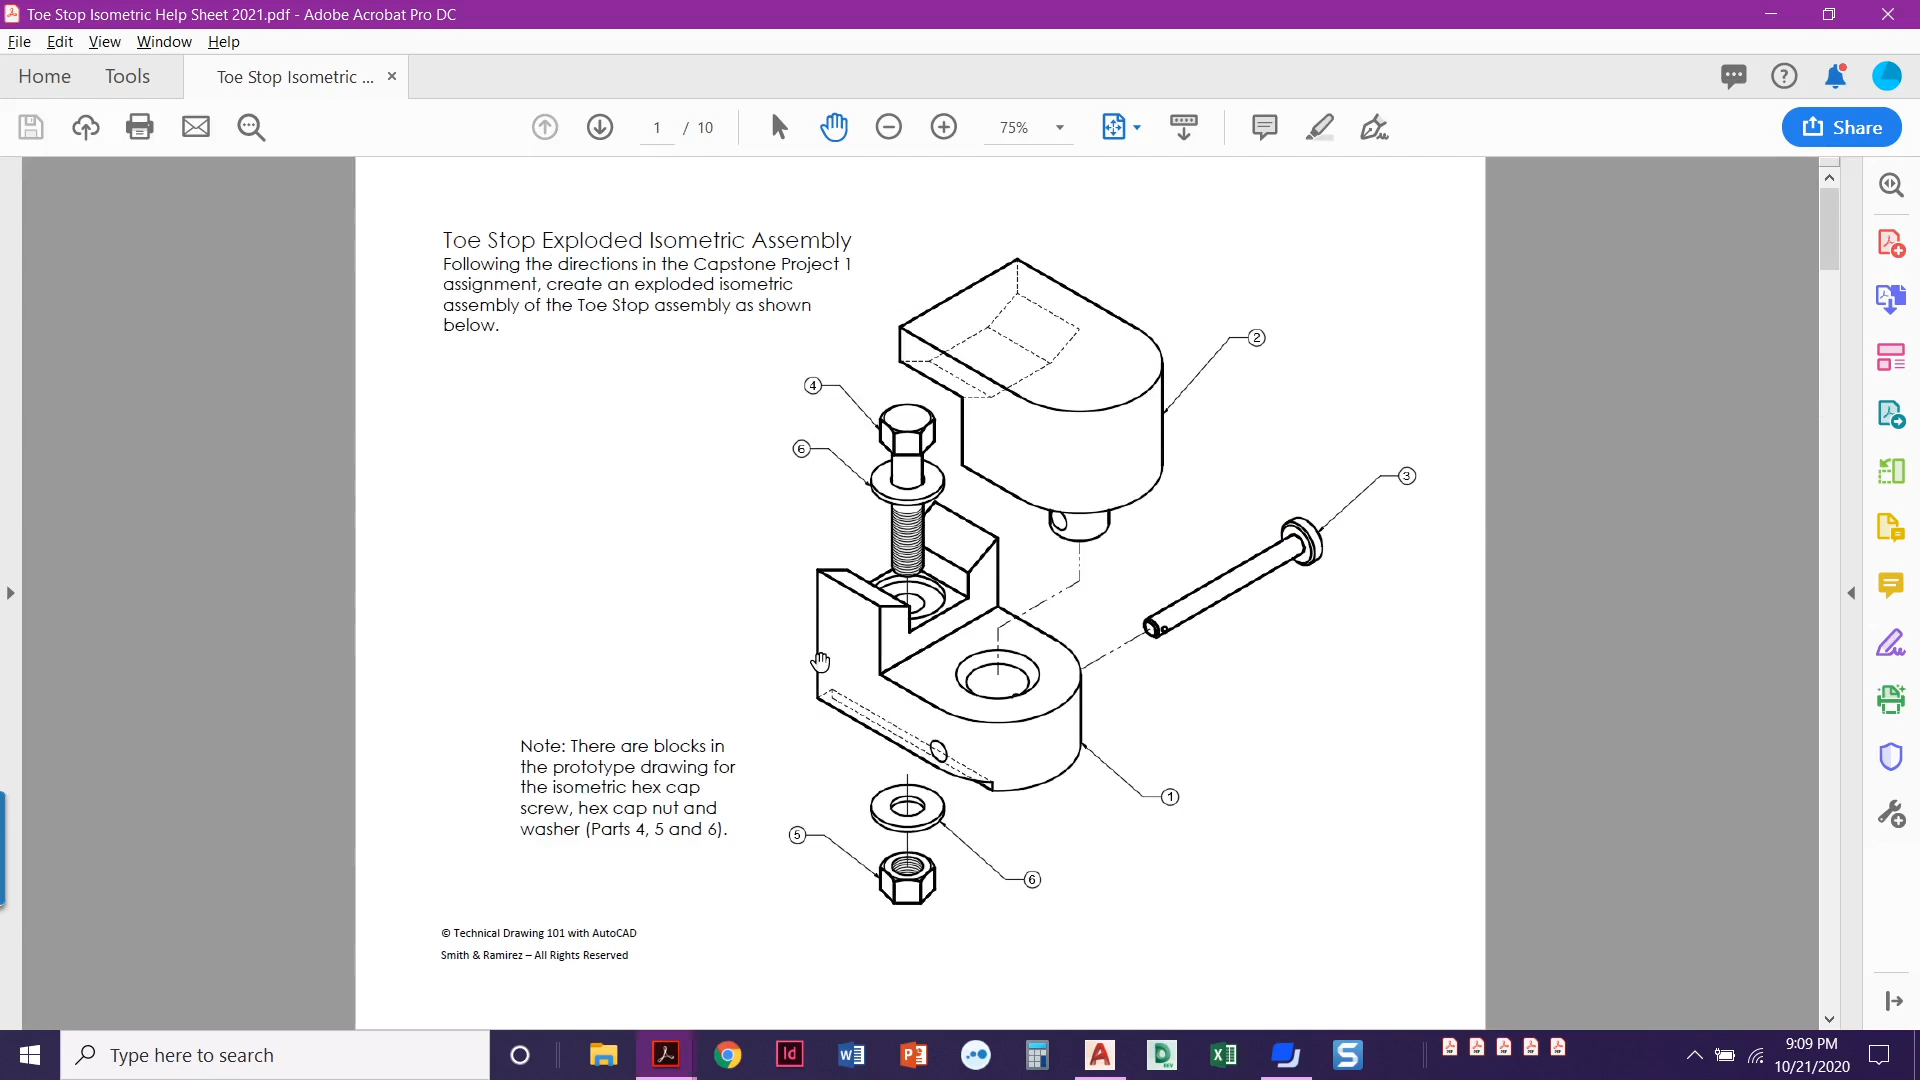 Toe Stop Isometric Help Sheet 2021.pdf - Adobe Acrobat Pro DC
File Edit View Window Help
Home Tools Toe Stop Isometric ...
1 / 10 75% Share
Toe Stop Exploded Isometric Assembly
Following the directions in the Capstone Project 1
assignment, create an exploded isometric
assembly of the Toe Stop assembly as shown
below.
2
4
6
3
Note: There are blocks in
the prototype drawing for
the isometric hex cap
screw, hex cap nut and
washer (Parts 4, 5 and 6).
1
5
6
© Technical Drawing 101 with AutoCAD
Smith & Ramirez – All Rights Reserved
Type here to search
9:09 PM
10/21/2020